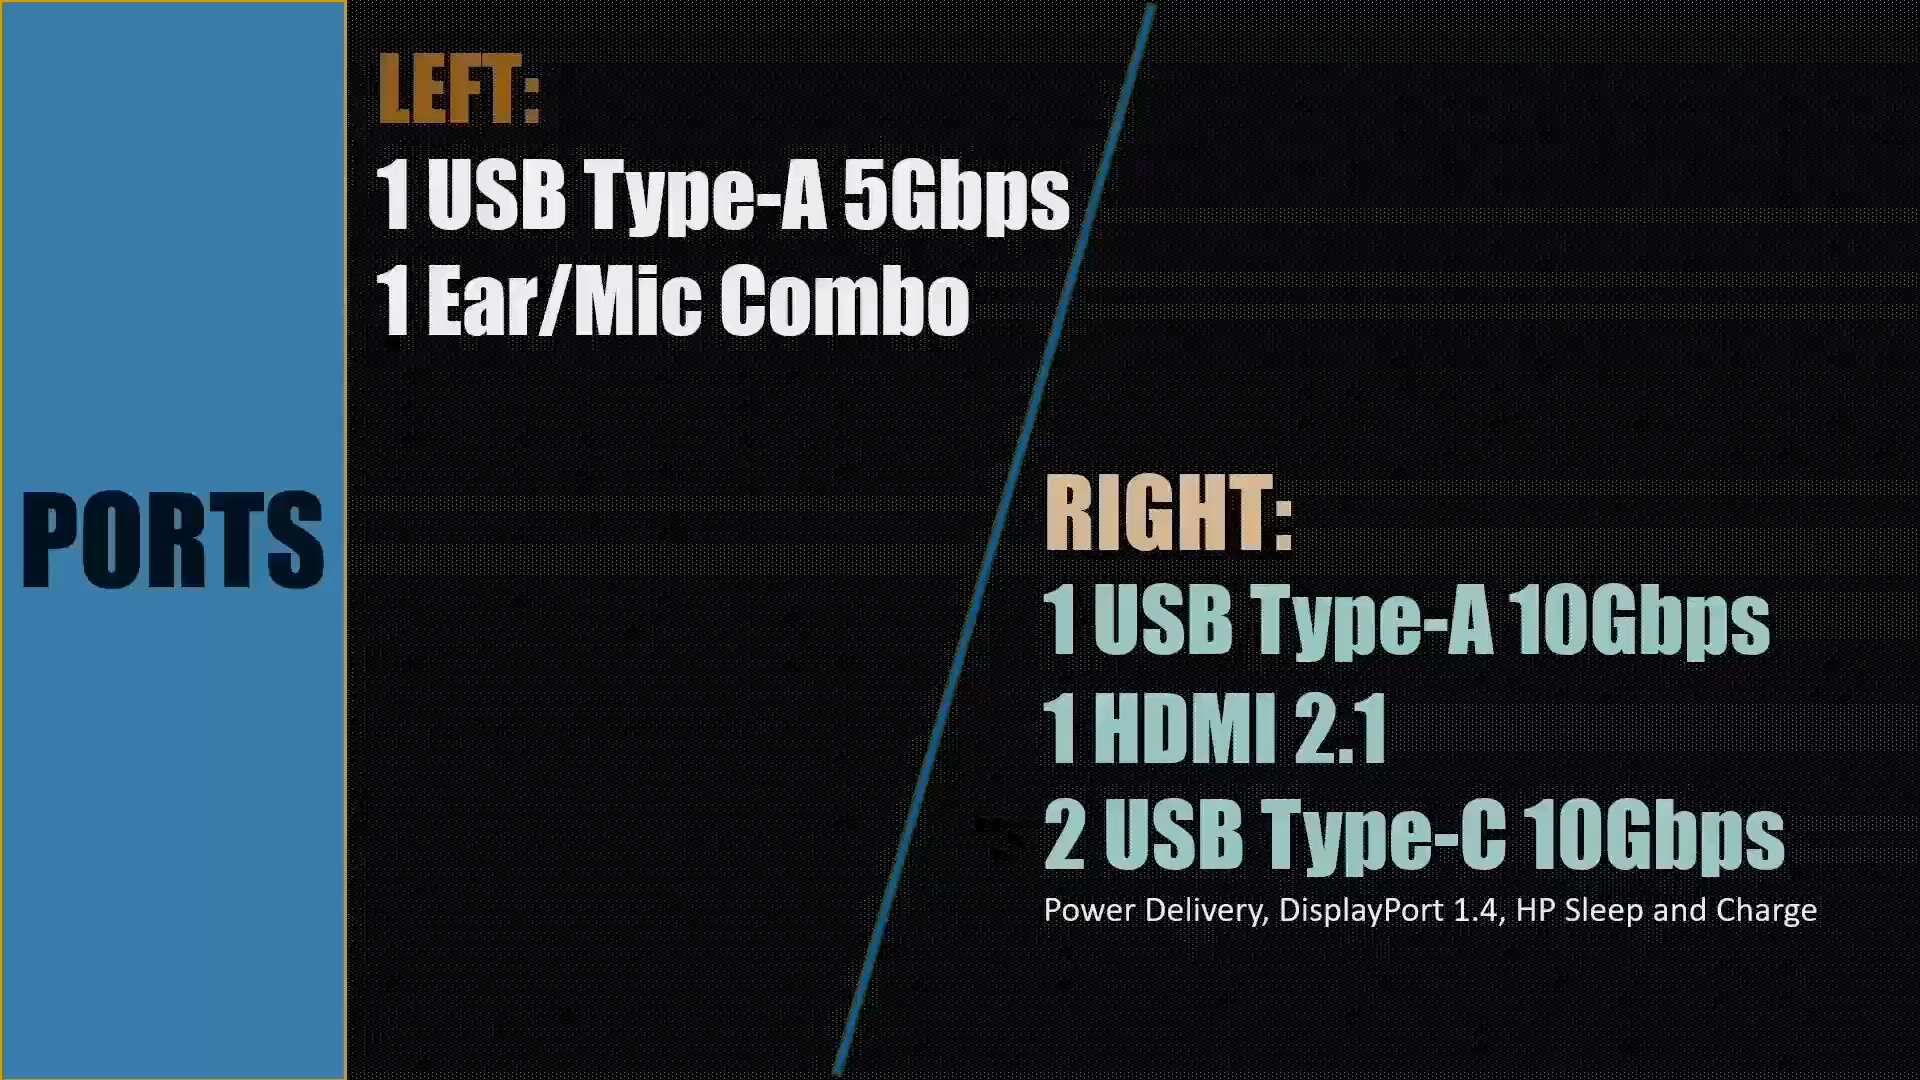 PORTS
LEFT:
1 USB Type-A 5Gbps
1 Ear/Mic Combo
RIGHT:
1 USB Type-A 10Gbps
1 HDMI 2.1
2 USB Type-C 10Gbps
Power Delivery, DisplayPort 1.4, HP Sleep and Charge